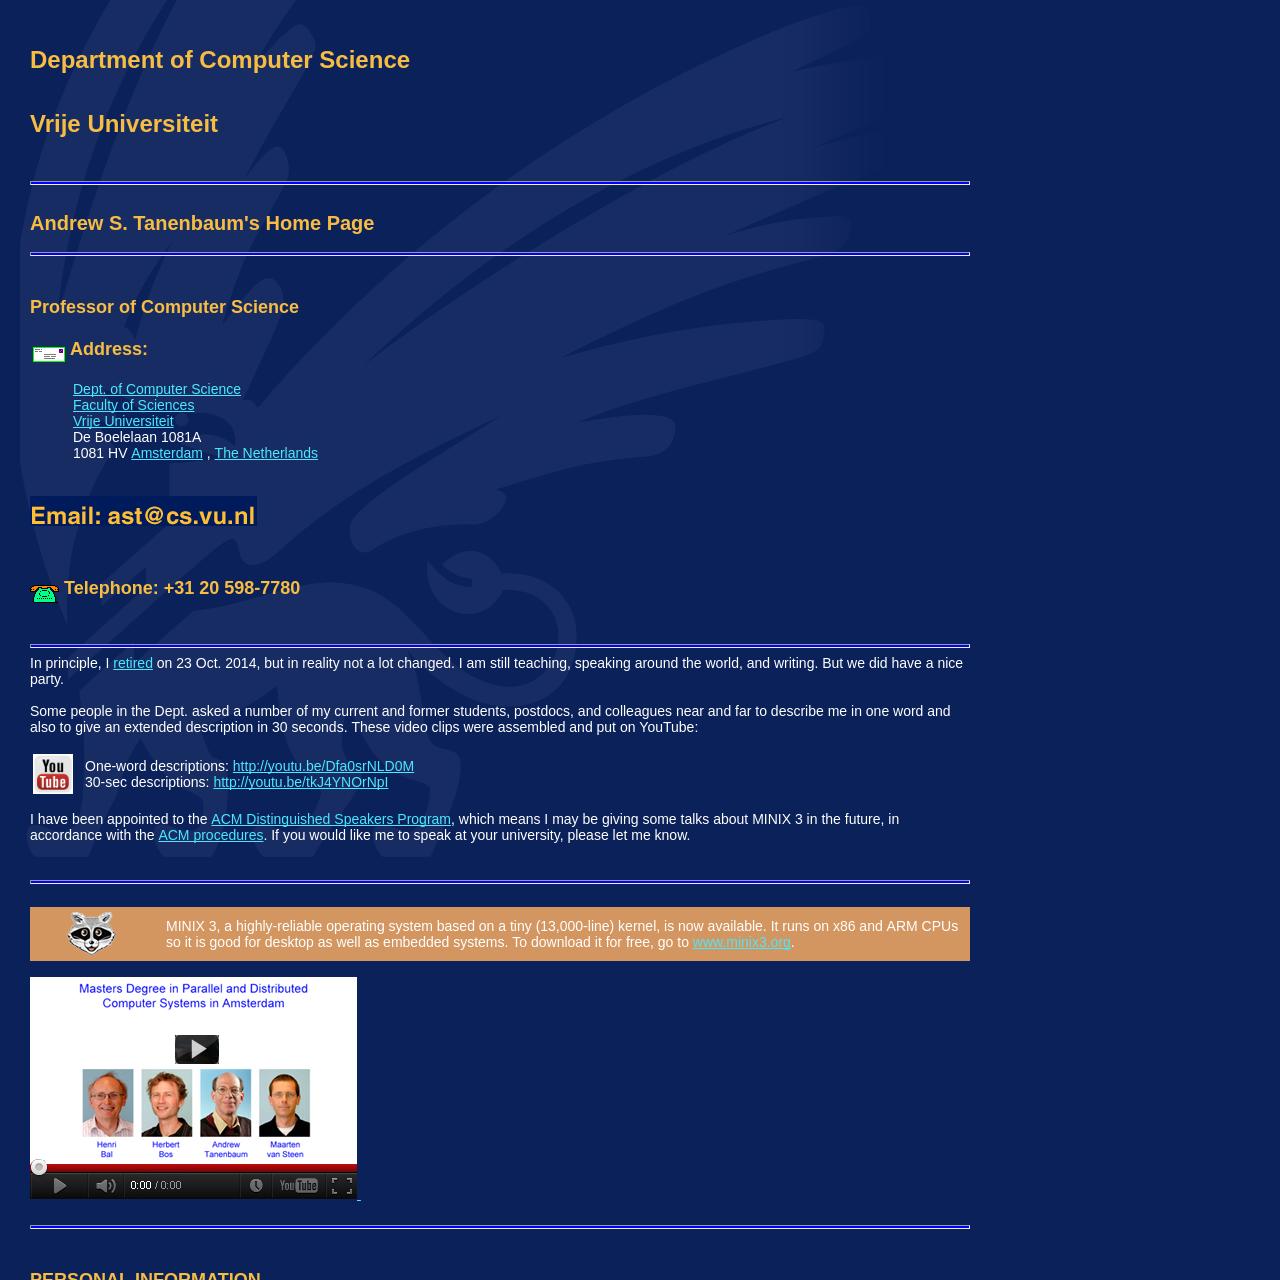 Department of Computer Science
Vrije Universiteit
Andrew S. Tanenbaum's Home Page
Professor of Computer Science
Address:
Dept. of Computer Science
Faculty of Sciences
Vrije Universiteit
De Boelelaan 1081A
1081 HV Amsterdam , The Netherlands
Email: ast@cs.vu.nl
Telephone: +31 20 598-7780
In principle, I retired on 23 Oct. 2014, but in reality not a lot changed. I am still teaching, speaking around the world, and writing. But we did have a nice
party.
Some people in the Dept. asked a number of my current and former students, postdocs, and colleagues near and far to describe me in one word and
also to give an extended description in 30 seconds. These video clips were assembled and put on YouTube:
You
Tube
One-word descriptions: http://youtu.be/Dfa0srNLD0M
30-sec descriptions: http://youtu.be/tkJ4YNOrNpI
I have been appointed to the ACM Distinguished Speakers Program, which means I may be giving some talks about MINIX 3 in the future, in
accordance with the ACM procedures. If you would like me to speak at your university, please let me know.
MINIX 3, a highly-reliable operating system based on a tiny (13,000-line) kernel, is now available. It runs on x86 and ARM CPUs
so it is good for desktop as well as embedded systems. To download it for free, go to www.minix3.org.
Masters Degree in Parallel and Distributed
Computer Systems in Amsterdam
Henri Bal
Herbert Bos
Andrew Tanenbaum
Maarten van Steen
0:00 / 0:00
YouTube
PERSONAL INFORMATION